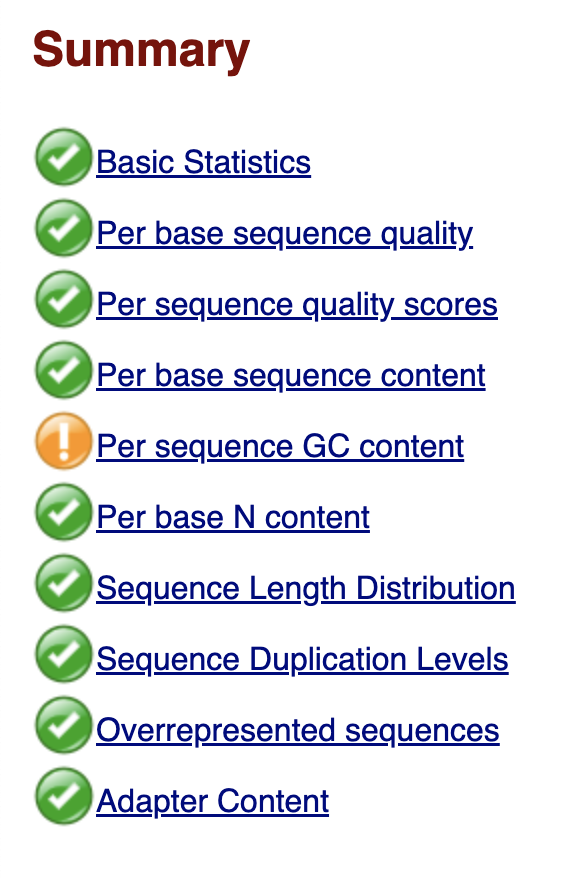 Summary
Basic Statistics
Per base sequence quality
Per sequence quality scores
Per base sequence content
Per sequence GC content
Per base N content
Sequence Length Distribution
Sequence Duplication Levels
Overrepresented sequences
Adapter Content